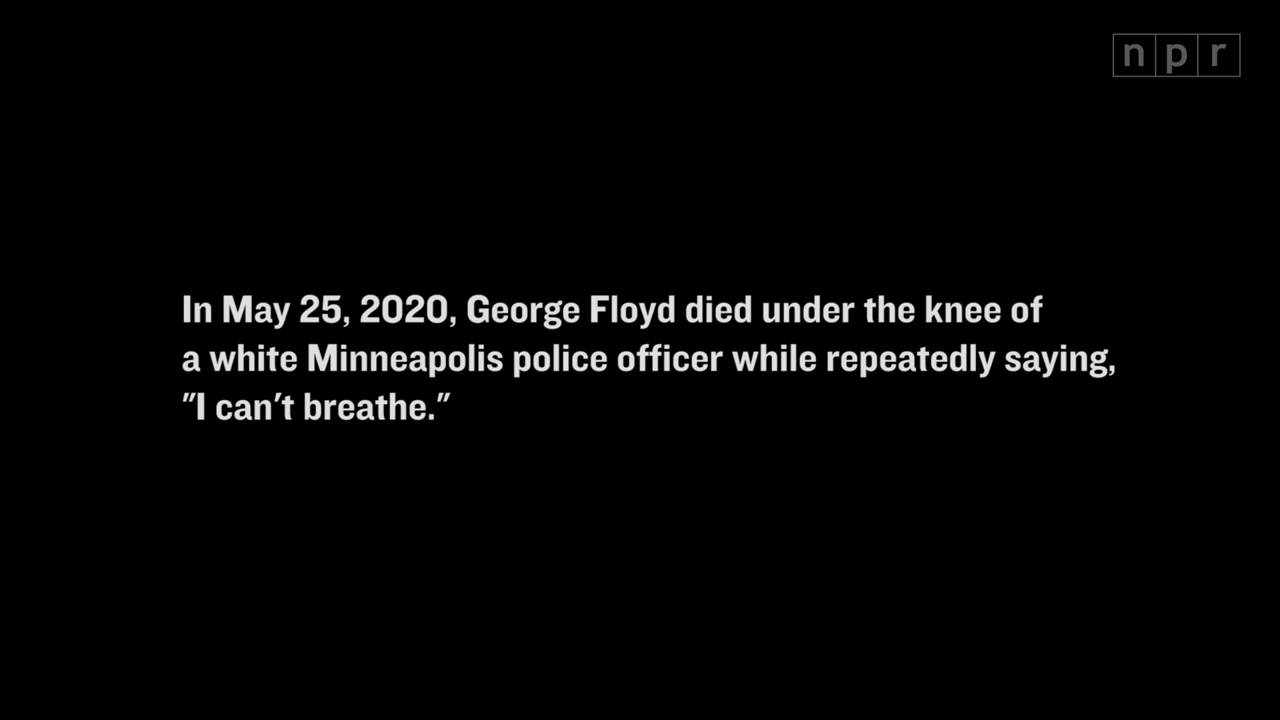 npr
In May 25, 2020, George Floyd died under the knee of
a white Minneapolis police officer while repeatedly saying,
"I can't breathe."